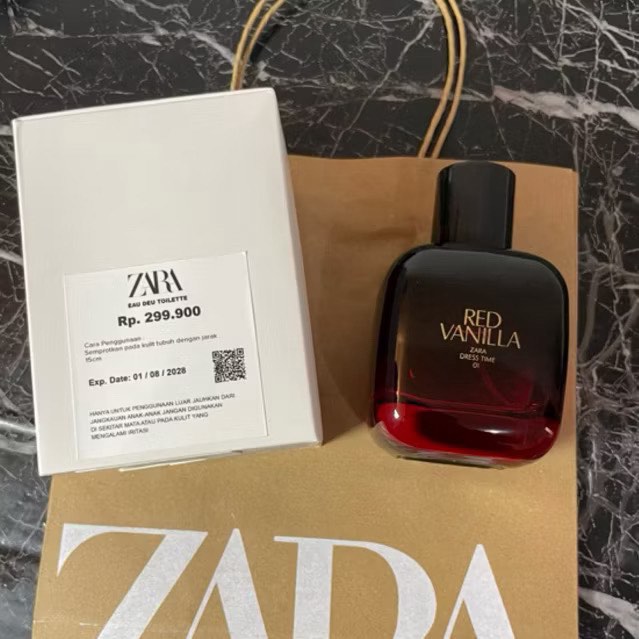 ZARA
EAU DEU TOILETTE
Rp. 299.900
Cara Penggunaan :
Semprotkan pada kulit tubuh dengan jarak
15cm
Exp. Date: 01 / 08 / 2028
HANYA UNTUK PENGGUNAAN LUAR JAUHKAN DARI
JANGKAUAN ANAK-ANAK JANGAN DIGUNAKAN
DI SEKITAR MATA ATAU PADA KULIT YANG
MENGALAMI IRITASI
RED
VANILLA
ZARA
DRESS TIME
01
ZARA